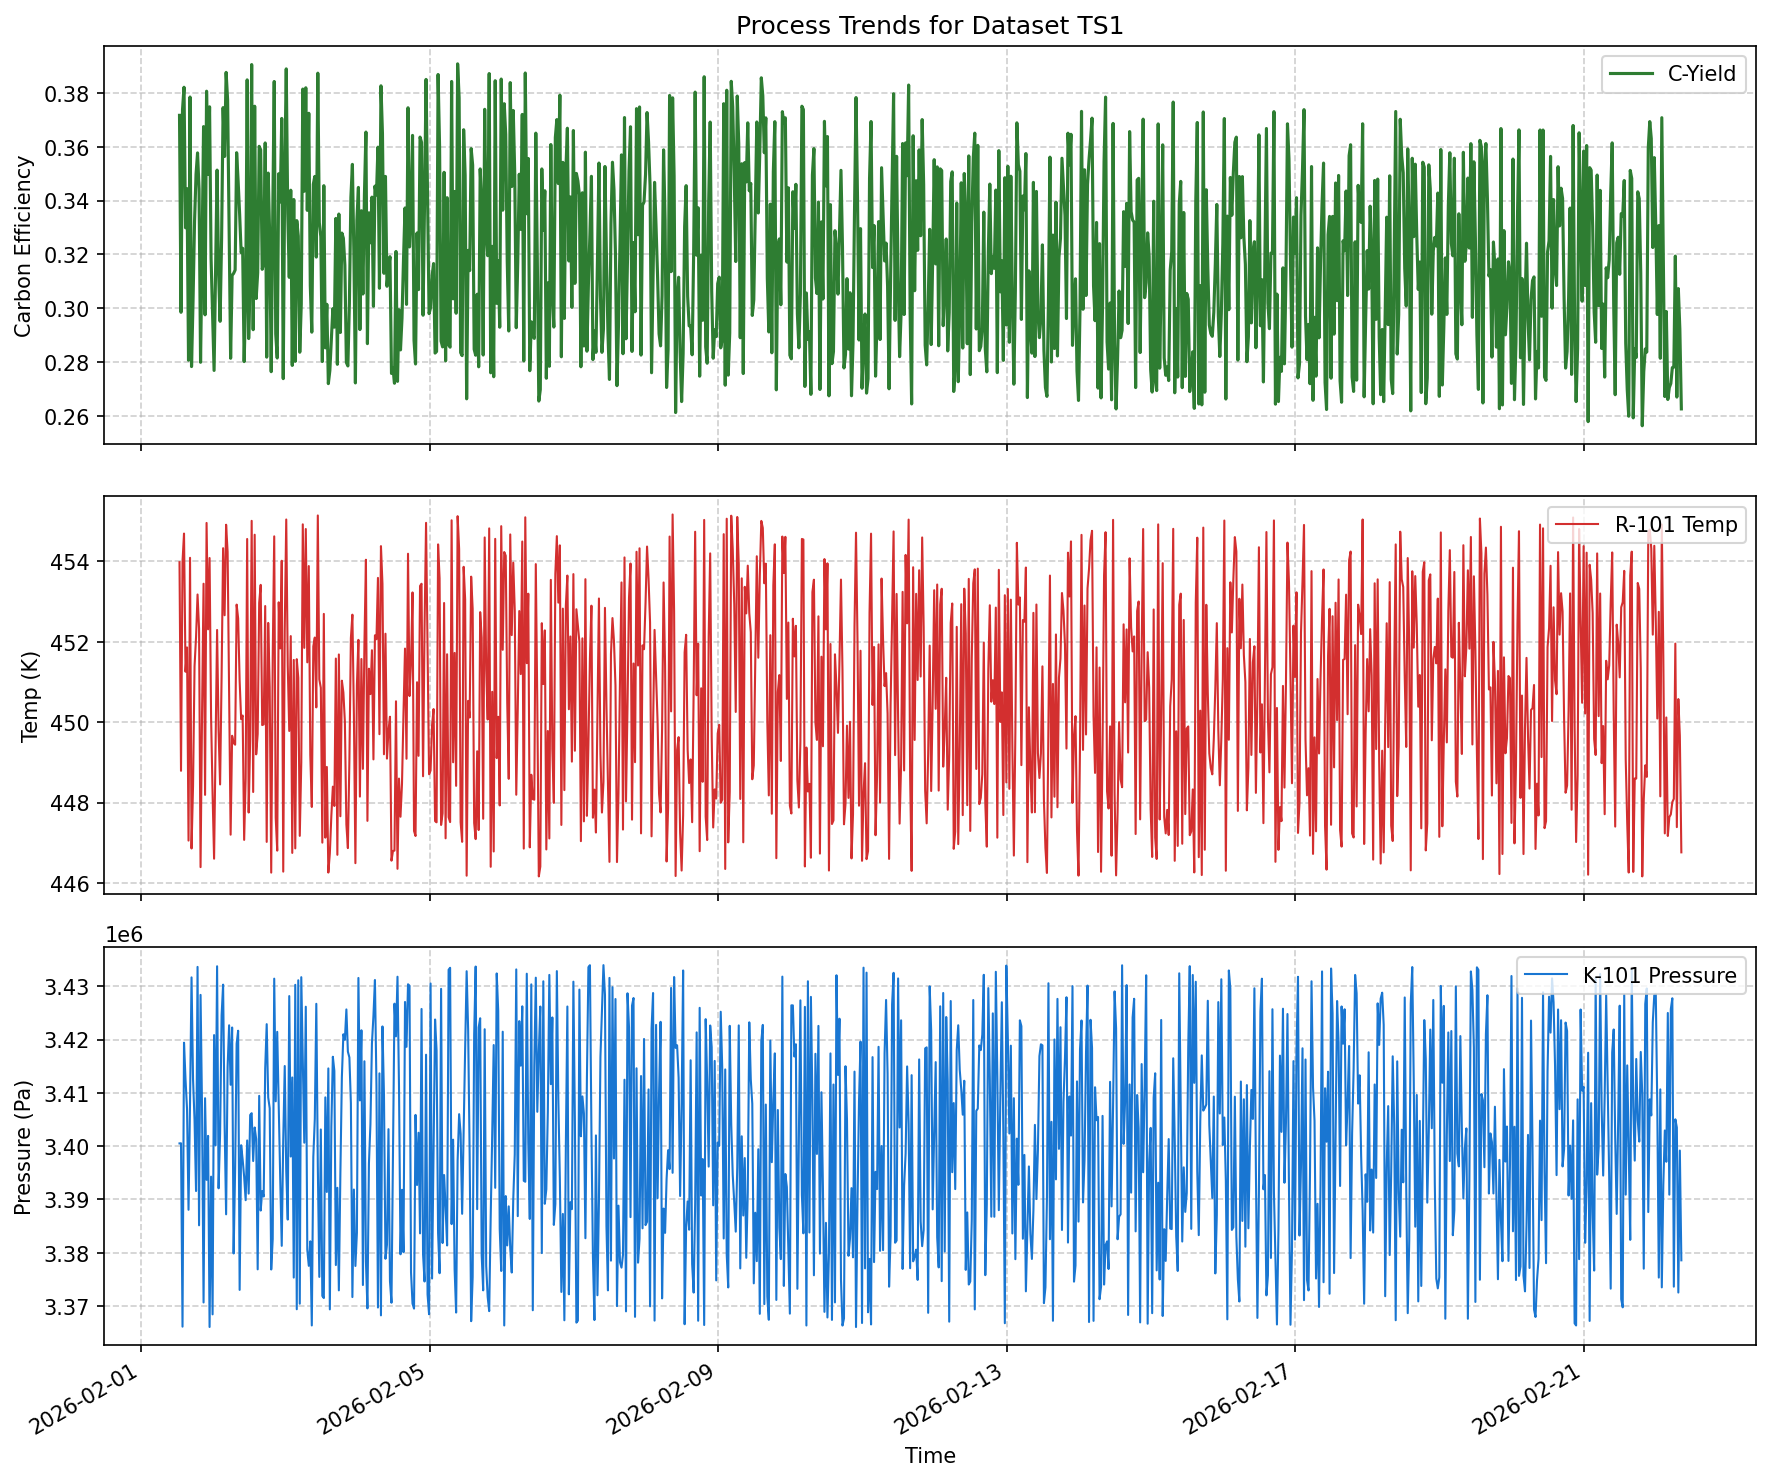 Process Trends for Dataset TS1
C-Yield
Carbon Efficiency
0.38
0.36
0.34
0.32
0.30
0.28
0.26
R-101 Temp
Temp (K)
454
452
450
448
446
1e6
K-101 Pressure
Pressure (Pa)
3.43
3.42
3.41
3.40
3.39
3.38
3.37
2026-02-01
2026-02-05
2026-02-09
2026-02-13
2026-02-17
2026-02-21
Time